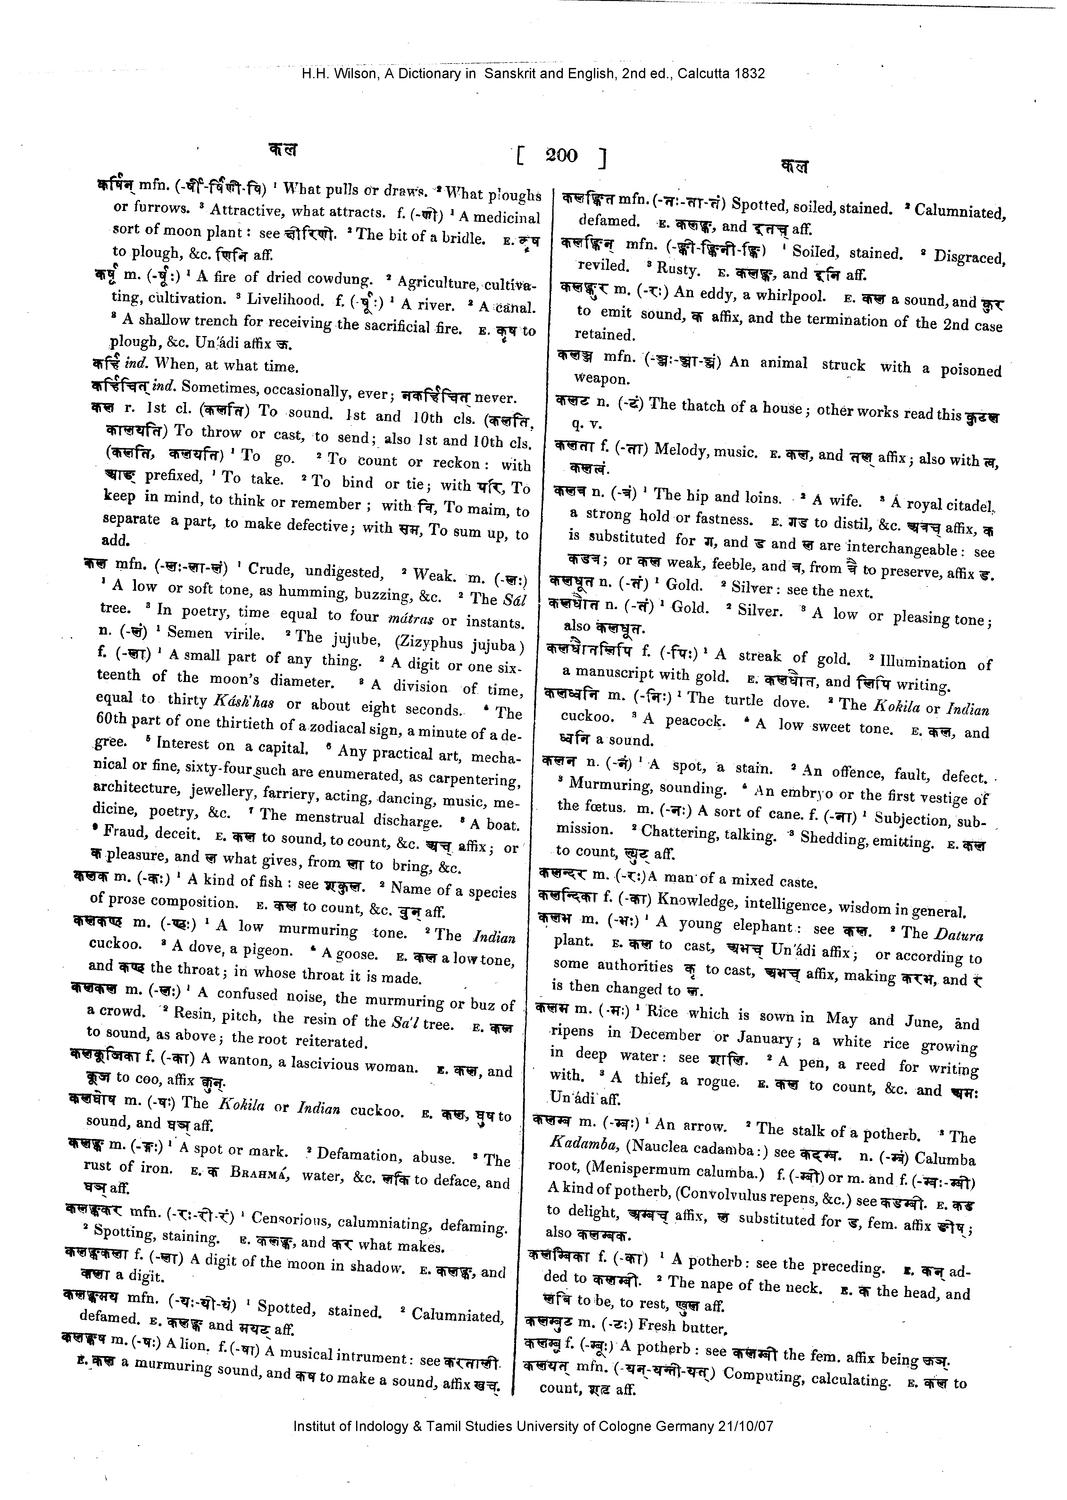 H.H. Wilson, A Dictionary in Sanskrit and English, 2nd ed., Calcutta 1832
कल
[ 200 ]
कल
कर्षिन् mfn. (-र्षी-र्षिणी-र्षि) ¹ What pulls or draws. ² What ploughs
or furrows. ³ Attractive, what attracts. f. (-णी) ¹ A medicinal
sort of moon plant : see क्षीरिणी. ² The bit of a bridle. E. कृष
to plough, &c. णिनि aff.
कर्षू m. (-र्षूः) ¹ A fire of dried cowdung. ² Agriculture, cultiva-
ting, cultivation. ³ Livelihood. f. (-र्षूः) ¹ A river. ² A canal.
³ A shallow trench for receiving the sacrificial fire. E. कृष to
plough, &c. Un'ádi affix ऊ.
कर्हि ind. When, at what time.
कर्हिचित् ind. Sometimes, occasionally, ever ; नकर्हिचित् never.
कल r. 1st cl. (कलति) To sound. 1st and 10th cls. (कलति,
कालयति) To throw or cast, to send ; also 1st and 10th cls.
(कलति, कलयति) ¹ To go. ² To count or reckon : with
आङ् prefixed, ¹ To take. ² To bind or tie ; with परि, To
keep in mind, to think or remember ; with वि, To maim, to
separate a part, to make defective ; with सम, To sum up, to
add.
कल mfn. (-लः-ला-लं) ¹ Crude, undigested, ² Weak. m. (-लः)
¹ A low or soft tone, as humming, buzzing, &c. ² The Sál
tree. ³ In poetry, time equal to four mátras or instants.
n. (-लं) ¹ Semen virile. ² The jujube, (Zizyphus jujuba)
f. (-ला) ¹ A small part of any thing. ² A digit or one six-
teenth of the moon's diameter. ³ A division of time,
equal to thirty Kásh'has or about eight seconds. ⁴ The
60th part of one thirtieth of a zodiacal sign, a minute of a de-
gree. ⁵ Interest on a capital. ⁶ Any practical art, mecha-
nical or fine, sixty-four such are enumerated, as carpentering,
architecture, jewellery, farriery, acting, dancing, music, me-
dicine, poetry, &c. ⁷ The menstrual discharge. ⁸ A boat.
⁹ Fraud, deceit. E. कल to sound, to count, &c. अच् affix ; or
क pleasure, and ल what gives, from ला to bring, &c.
कलक m. (-कः) ¹ A kind of fish : see शकुल. ² Name of a species
of prose composition. E. कल to count, &c. वुन् aff.
कलकण्ठ m. (-ण्ठः) ¹ A low murmuring tone. ² The Indian
cuckoo. ³ A dove, a pigeon. ⁴ A goose. E. कल a low tone,
and कण्ठ the throat ; in whose throat it is made.
कलकल m. (-लः) ¹ A confused noise, the murmuring or buz of
a crowd. ² Resin, pitch, the resin of the Sa'l tree. E. कल
to sound, as above ; the root reiterated.
कलकूजिका f. (-का) A wanton, a lascivious woman. E. कल, and
कूज to coo, affix वुन्.
कलघोष m. (-षः) The Kokila or Indian cuckoo. E. कल, घुष to
sound, and घञ् aff.
कलङ्क m. (-ङ्कः) ¹ A spot or mark. ² Defamation, abuse. ³ The
rust of iron. E. क BRAHMÁ, water, &c. लकि to deface, and
घञ् aff.
कलङ्ककर mfn. (-रः-री-रं) ¹ Censorious, calumniating, defaming.
² Spotting, staining. E. कलङ्क, and कर what makes.
कलङ्ककला f. (-ला) A digit of the moon in shadow. E. कलङ्क, and
कला a digit.
कलङ्कमय mfn. (-यः-यी-यं) ¹ Spotted, stained. ² Calumniated,
defamed. E. कलङ्क and मयट् aff.
कलङ्कष m. (-षः) A lion. f. (-षा) A musical intrument : see करताली.
E. कल a murmuring sound, and कष to make a sound, affix खच्.
कलङ्कित mfn. (-तः-ता-तं) Spotted, soiled, stained. ² Calumniated,
defamed. E. कलङ्क, and इतच् aff.
कलङ्किन् mfn. (-ङ्की-ङ्किनी-ङ्कि) ¹ Soiled, stained. ² Disgraced,
reviled. ³ Rusty. E. कलङ्क, and इनि aff.
कलङ्कुर m. (-रः) An eddy, a whirlpool. E. कल a sound, and कुर
to emit sound, क affix, and the termination of the 2nd case
retained.
कलञ्ज mfn. (-ञ्जः-ञ्जा-ञ्जं) An animal struck with a poisoned
weapon.
कलट n. (-टं) The thatch of a house ; other works read this कुटल
q. v.
कलता f. (-ता) Melody, music. E. कल, and तल् affix ; also with त्व,
कलत्वं.
कलत्र n. (-त्रं) ¹ The hip and loins. ² A wife. ³ A royal citadel,
a strong hold or fastness. E. गड to distil, &c. अत्रच् affix, क
is substituted for ग, and ड and ल are interchangeable : see
कडत्र ; or कल weak, feeble, and त्र, from त्रै to preserve, affix ड.
कलधूत n. (-तं) ¹ Gold. ² Silver : see the next.
कलधौत n. (-तं) ¹ Gold. ² Silver. ³ A low or pleasing tone ;
also कलधूत.
कलधौतलिपि f. (-पिः) ¹ A streak of gold. ² Illumination of
a manuscript with gold. E. कलधौत, and लिपि writing.
कलध्वनि m. (-निः) ¹ The turtle dove. ² The Kokila or Indian
cuckoo. ³ A peacock. ⁴ A low sweet tone. E. कल, and
ध्वनि a sound.
कलन n. (-नं) ¹ A spot, a stain. ² An offence, fault, defect.
³ Murmuring, sounding. ⁴ An embryo or the first vestige of
the fœtus. m. (-नः) A sort of cane. f. (-ना) ¹ Subjection, sub-
mission. ² Chattering, talking. ³ Shedding, emitting. E. कल
to count, ल्युट् aff.
कलन्दर m. (-रः) A man of a mixed caste.
कलन्दिका f. (-का) Knowledge, intelligence, wisdom in general.
कलभ m. (-भः) ¹ A young elephant : see कल. ² The Datura
plant. E. कल to cast, अभच् Un'ádi affix ; or according to
some authorities कॄ to cast, अभच् affix, making करभ, and र
is then changed to ल.
कलम m. (-मः) ¹ Rice which is sown in May and June, and
ripens in December or January ; a white rice growing
in deep water : see शालि. ² A pen, a reed for writing
with. ³ A thief, a rogue. E. कल to count, &c. and अमः
Un'ádi aff.
कलम्ब m. (-म्बः) ¹ An arrow. ² The stalk of a potherb. ³ The
Kadamba, (Nauclea cadamba :) see कदम्ब. n. (-म्बं) Calumba
root, (Menispermum calumba.) f. (-म्बी) or m. and f. (-म्बः-म्बी)
A kind of potherb, (Convolvulus repens, &c.) see कडम्बी. E. कड
to delight, अम्बच् affix, ल substituted for ड, fem. affix ङीष् ;
also कलम्बक.
कलम्बिका f. (-का) ¹ A potherb : see the preceding. E. कन् ad-
ded to कलम्बी. ² The nape of the neck. E. क the head, and
लबि to be, to rest, ण्वुल aff.
कलम्बुट m. (-टः) Fresh butter,
कलम्बू f. (-म्बूः) A potherb : see कलम्बी the fem. affix being ऊञ्.
कलयत् mfn. (-यन्-यन्ती-यत्) Computing, calculating. E. कल to
count, शतृ aff.
Institut of Indology & Tamil Studies University of Cologne Germany 21/10/07